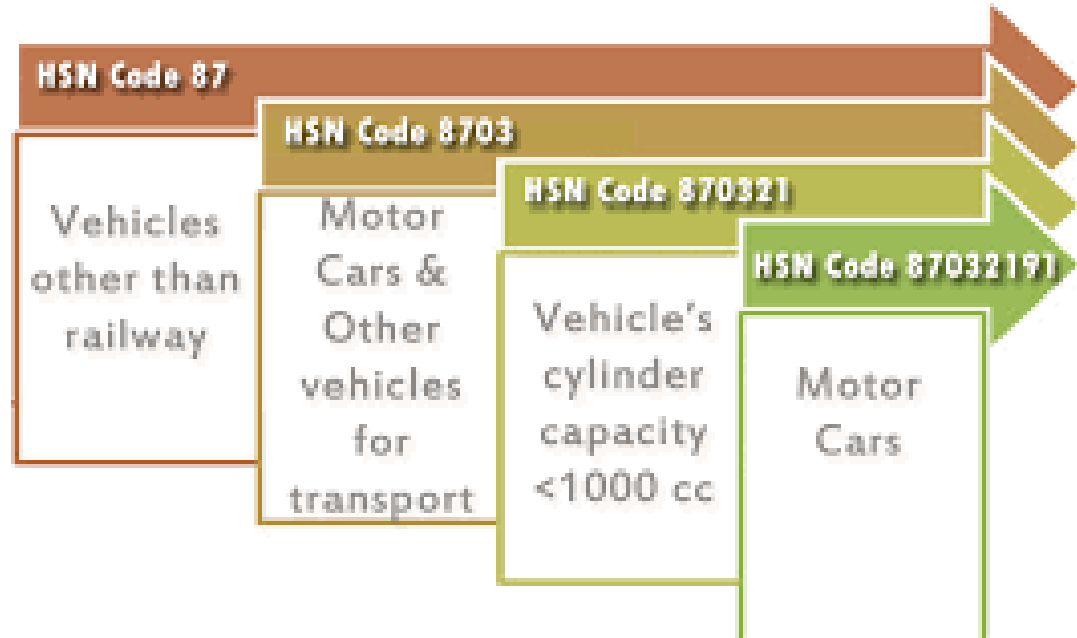 HSN Code 87
Vehicles
other than
railway
HSN Code 8703
Motor
Cars &
Other
vehicles
for
transport
HSN Code 870321
Vehicle's
cylinder
capacity
<1000 cc
HSN Code 87032191
Motor
Cars